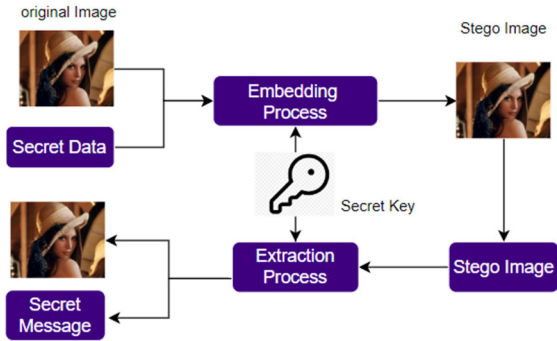 original Image
Stego Image
Embedding
Process
Secret Data
Secret Key
Extraction
Process
Stego Image
Secret
Message